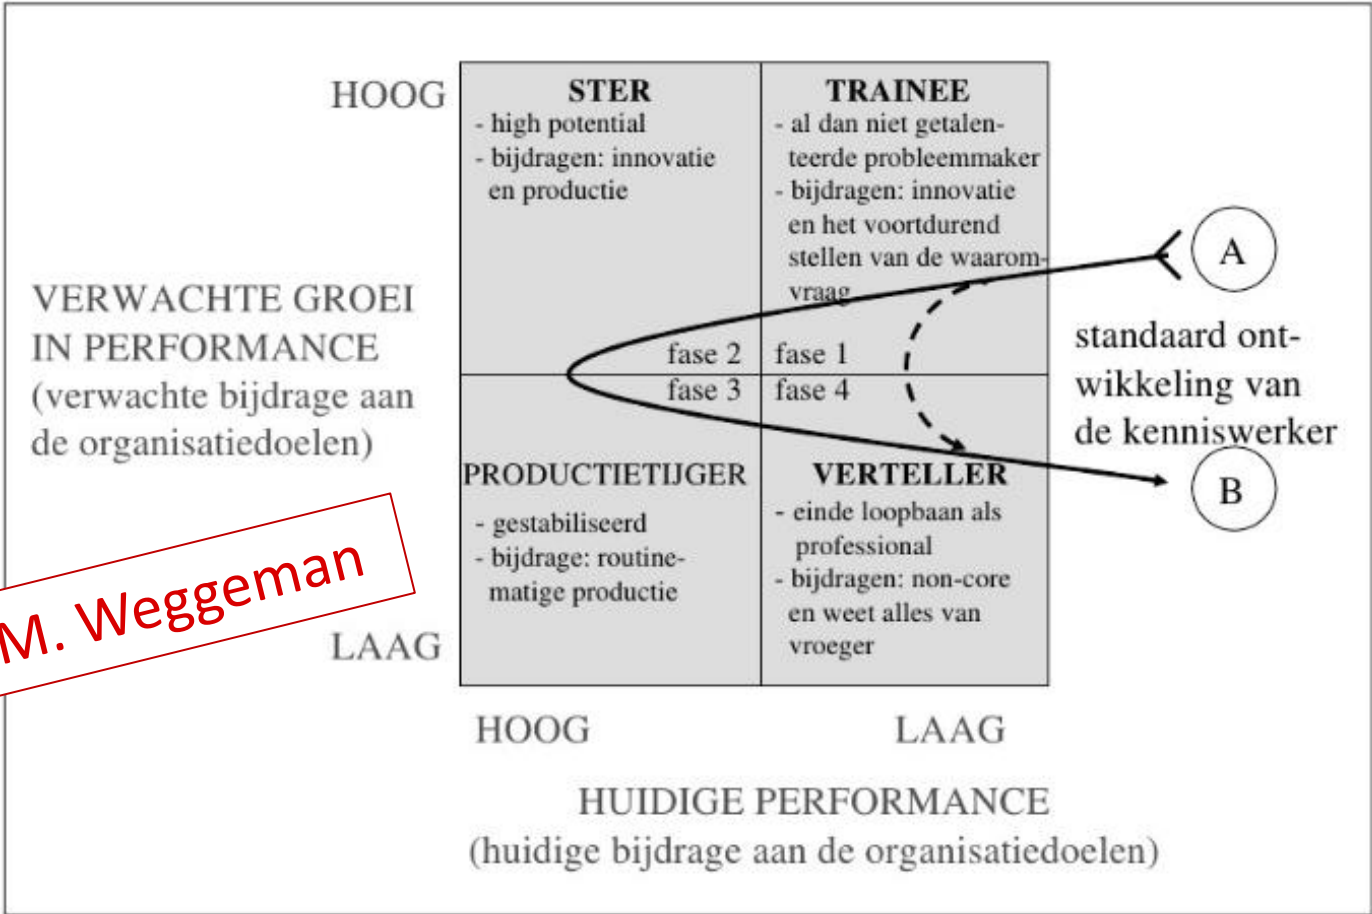 HOOG
STER
- high potential
- bijdragen: innovatie
en productie
TRAINEE
- al dan niet getalen-
teerde probleemmaker
- bijdragen: innovatie
en het voortdurend
stellen van de waarom-
vraag
VERWACHTE GROEI
IN PERFORMANCE
(verwachte bijdrage aan
de organisatiedoelen)
fase 2
fase 1
fase 3
fase 4
A
standaard ont-
wikkeling van
de kenniswerker
B
PRODUCTIETIJGER
- gestabiliseerd
- bijdrage: routine-
matige productie
VERTELLER
- einde loopbaan als
professional
- bijdragen: non-core
en weet alles van
vroeger
M. Weggeman
LAAG
HOOG
LAAG
HUIDIGE PERFORMANCE
(huidige bijdrage aan de organisatiedoelen)